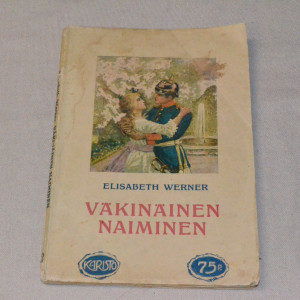 ELISABETH WERNER
VÄKINÄINEN
NAIMINEN
KARISTO
75 P